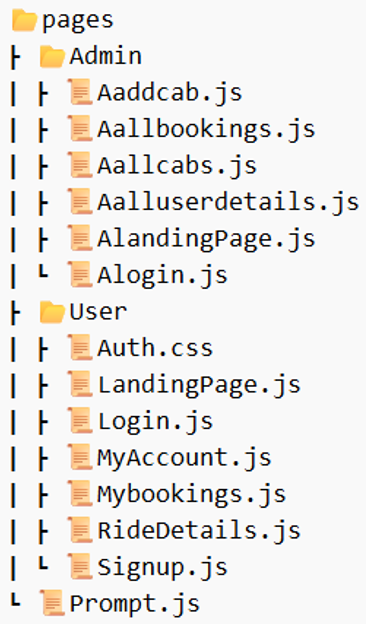 pages
Admin
Aaddcab.js
Aallbookings.js
Aallcabs.js
Aalluserdetails.js
AlandingPage.js
Alogin.js
User
Auth.css
LandingPage.js
Login.js
MyAccount.js
Mybookings.js
RideDetails.js
Signup.js
Prompt.js